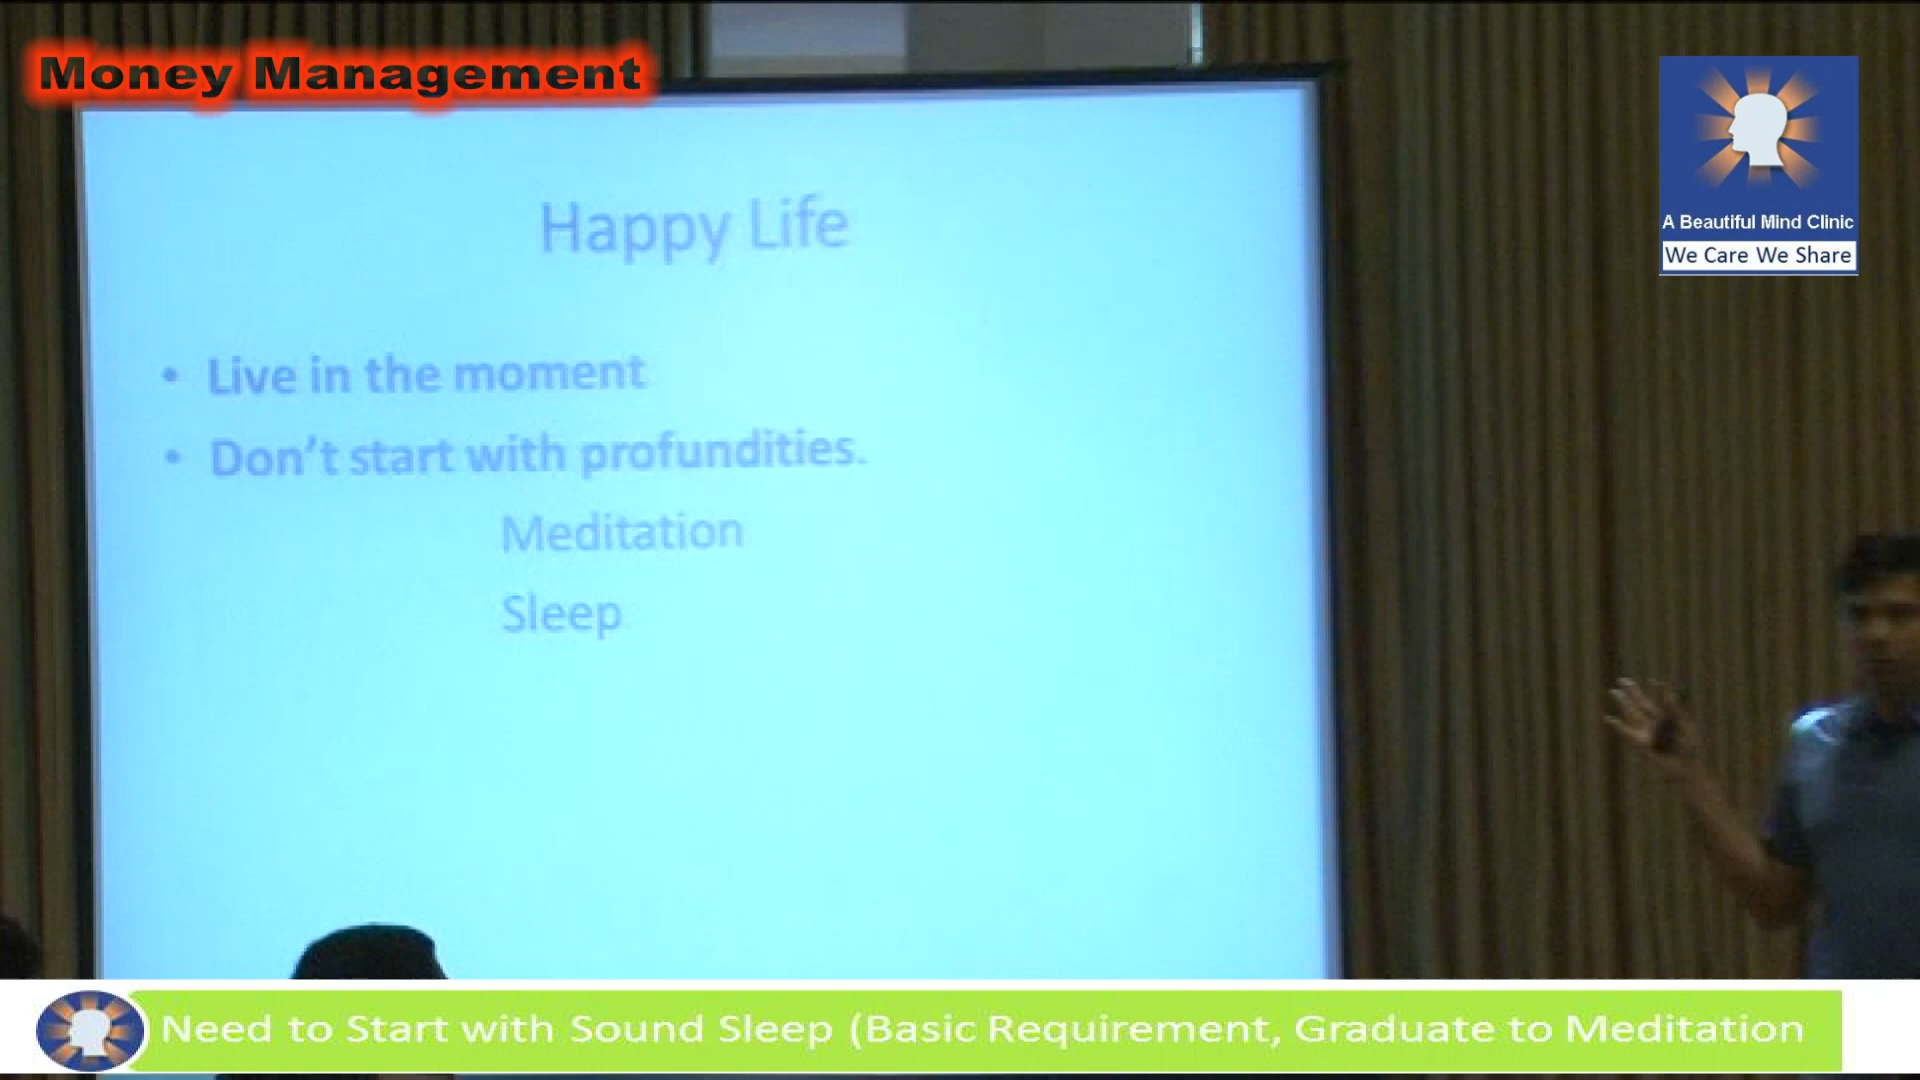 Money Management
A Beautiful Mind Clinic
We Care We Share
Happy Life
• Live in the moment
• Don't start with profundities.
Meditation
Sleep
Need to Start with Sound Sleep (Basic Requirement, Graduate to Meditation